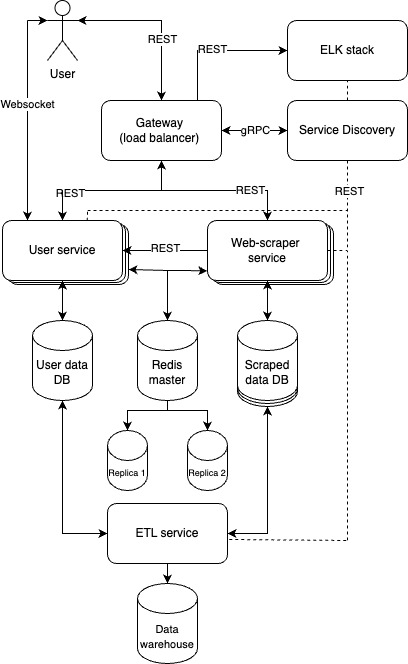 REST
REST
ELK stack
User
Websocket
Gateway
(load balancer)
gRPC
Service Discovery
REST
REST
REST
User service
REST
Web-scraper
service
User data
DB
Redis
master
Scraped
data DB
Replica 1
Replica 2
ETL service
Data
warehouse